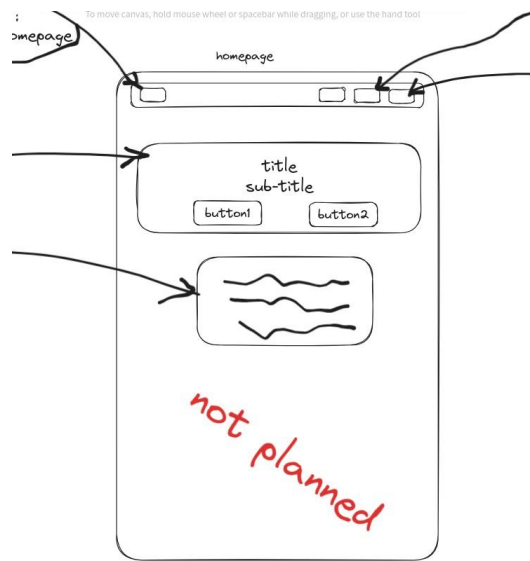 To move canvas, hold mouse wheel or spacebar while dragging, or use the hand tool
:
omepage
homepage
title
sub-title
button1
button2
not
planned